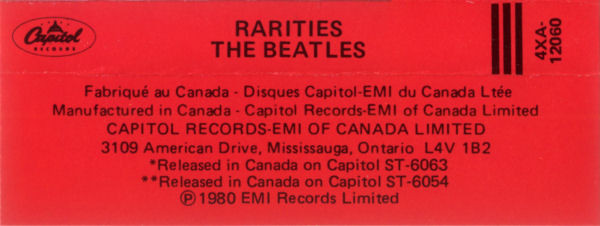 Capitol
RECORDS
RARITIES
THE BEATLES
4XA-
12060
Fabriqué au Canada - Disques Capitol-EMI du Canada Ltée
Manufactured in Canada - Capitol Records-EMI of Canada Limited
CAPITOL RECORDS-EMI OF CANADA LIMITED
3109 American Drive, Mississauga, Ontario L4V 1B2
*Released in Canada on Capitol ST-6063
**Released in Canada on Capitol ST-6054
Ⓟ1980 EMI Records Limited